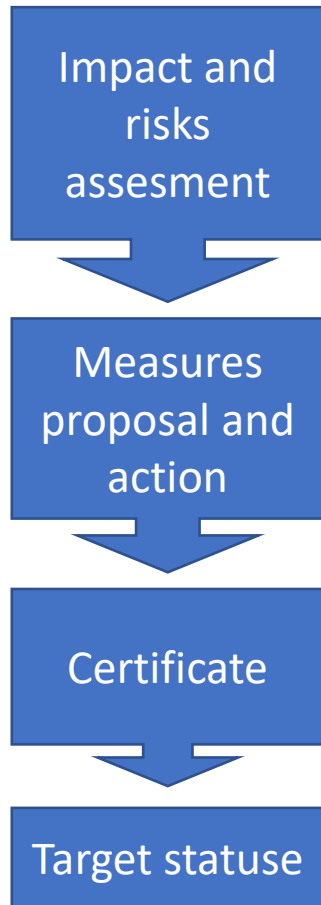 Impact and
risks
assesment
Measures
proposal and
action
Certificate
Target statuse